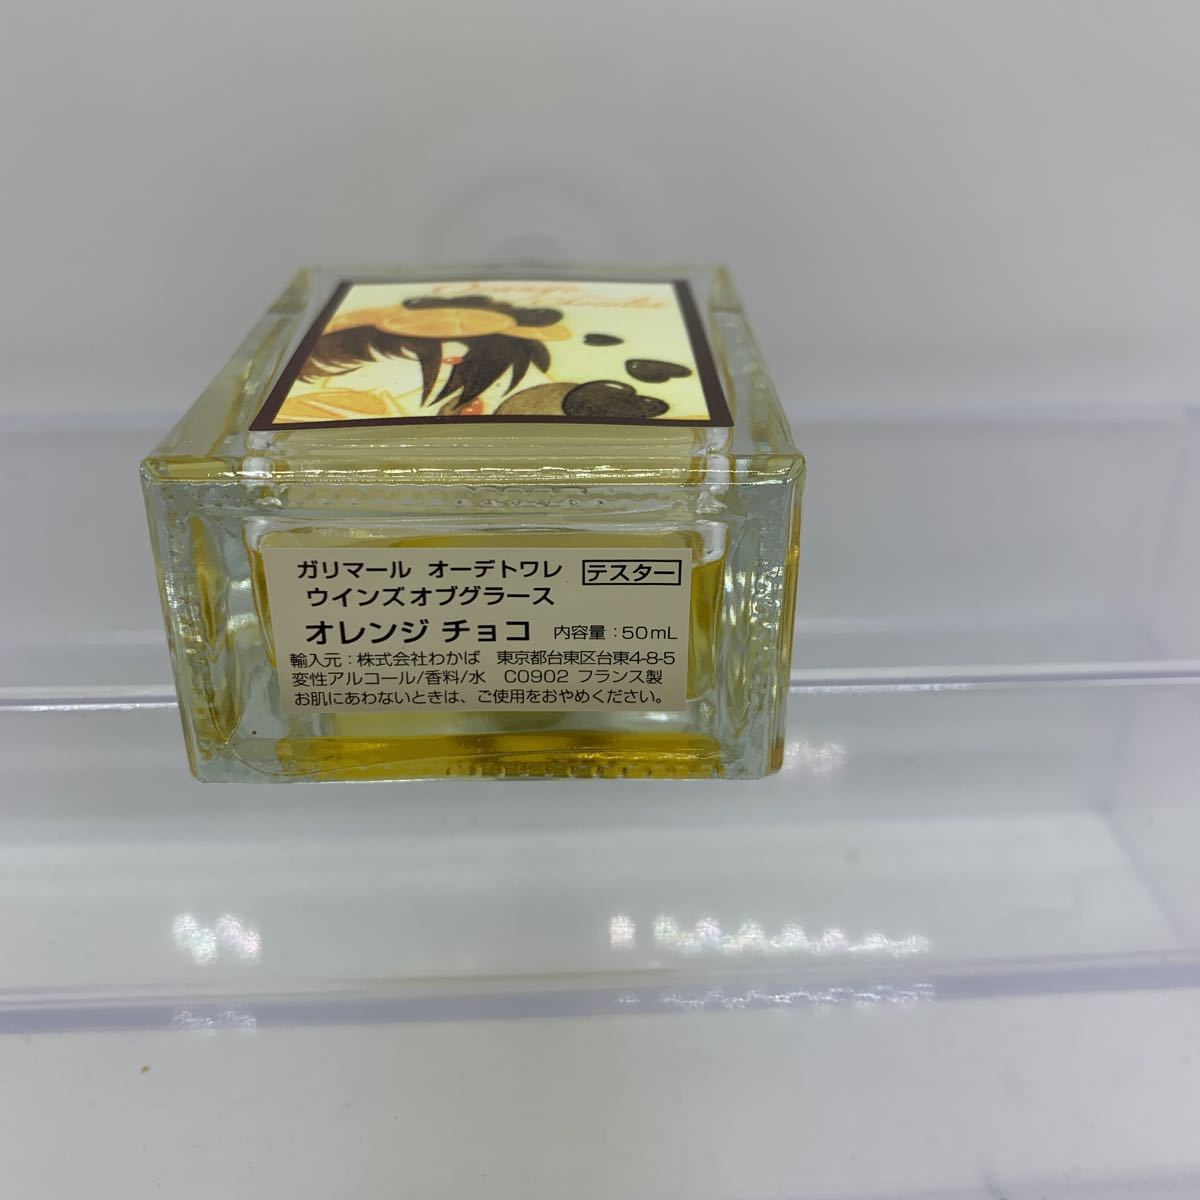 Orange
Chocolat
ガリマール オーデトワレ テスター
ウインズオブグラース
オレンジ チョコ 内容量：50mL
輸入元：株式会社わかば 東京都台東区台東4-8-5
変性アルコール/香料/水 C0902 フランス製
お肌にあわないときは、ご使用をおやめください。